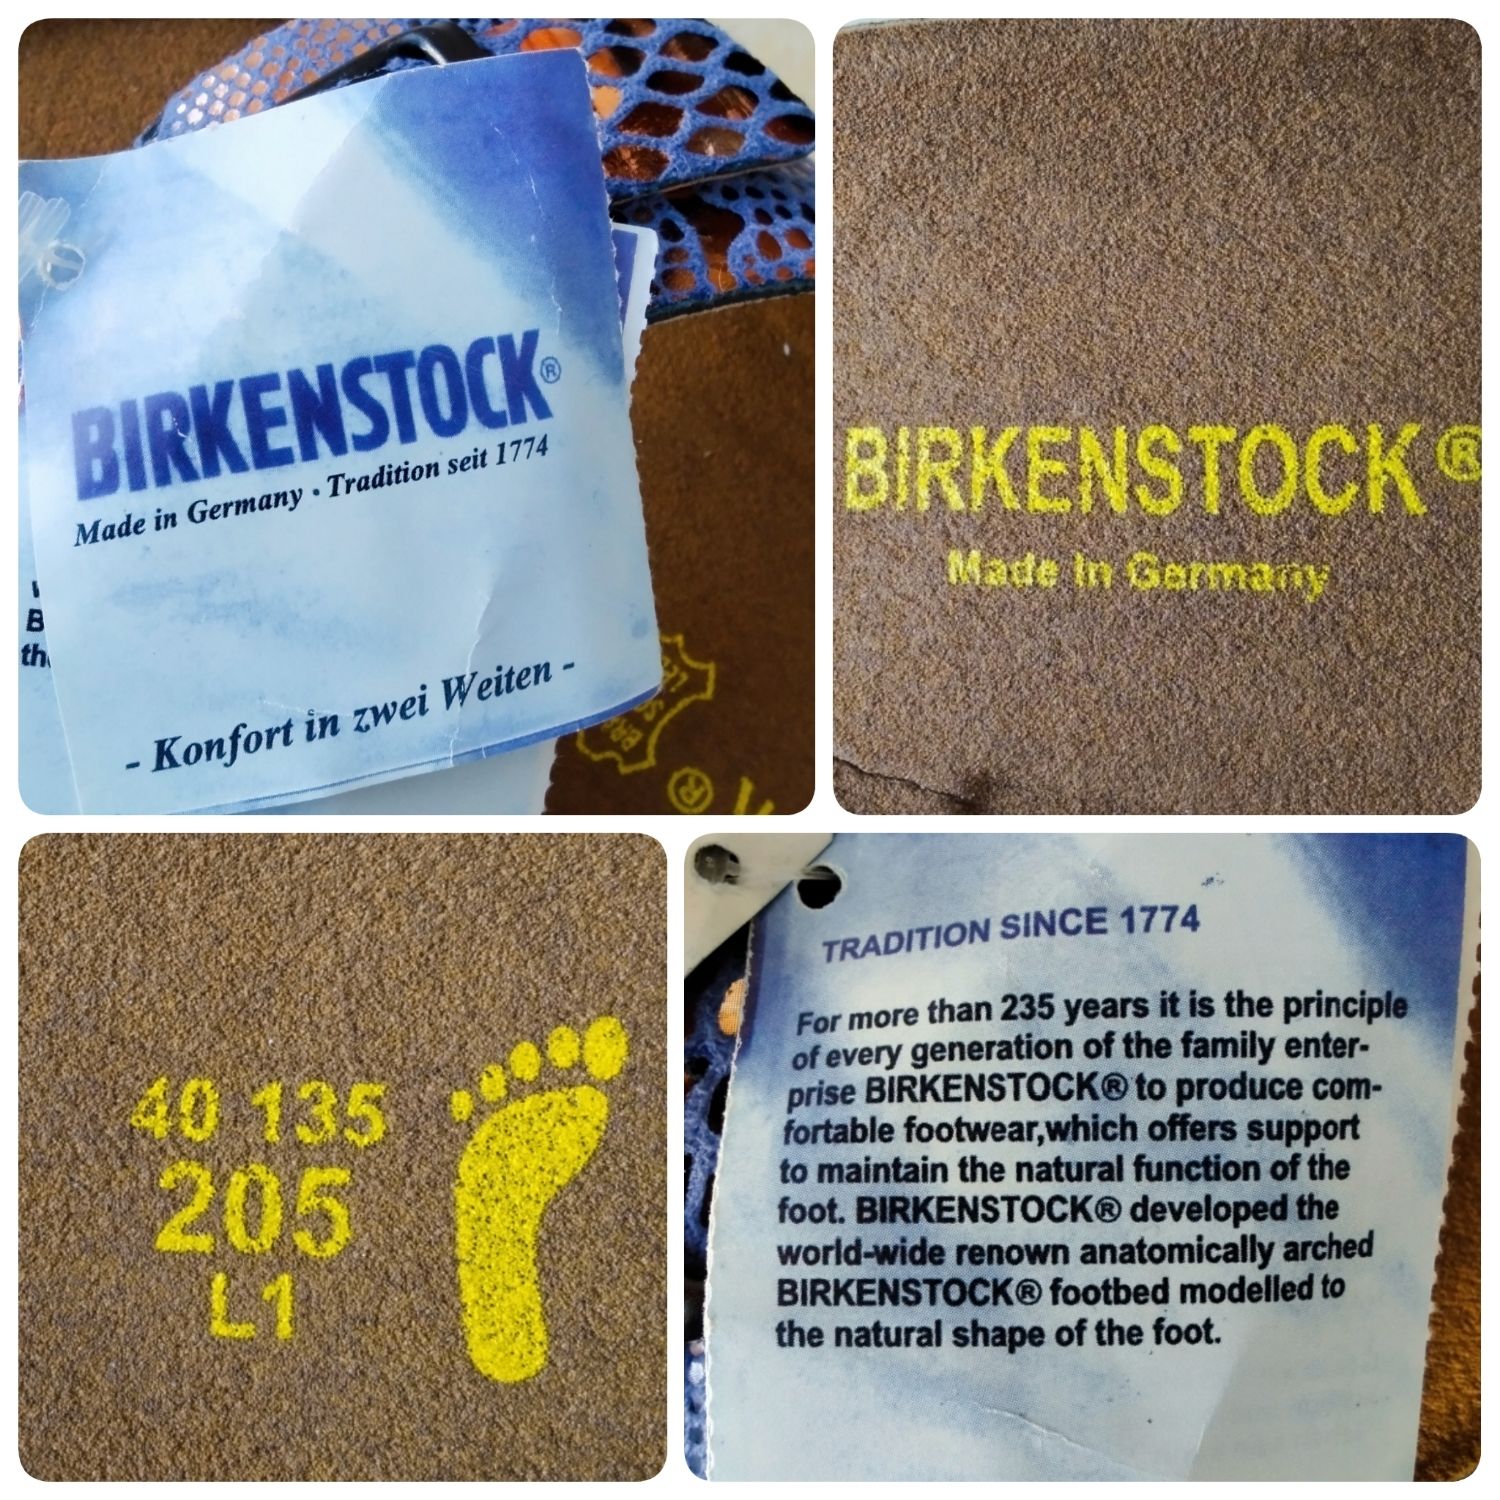 BIRKENSTOCK®
Made in Germany · Tradition seit 1774
- Konfort in zwei Weiten -
B
th
®
BIRKENSTOCK®
Made In Germany
40 135
205
L1
TRADITION SINCE 1774
For more than 235 years it is the principle
of every generation of the family enter-
prise BIRKENSTOCK® to produce com-
fortable footwear,which offers support
to maintain the natural function of the
foot. BIRKENSTOCK® developed the
world-wide renown anatomically arched
BIRKENSTOCK® footbed modelled to
the natural shape of the foot.